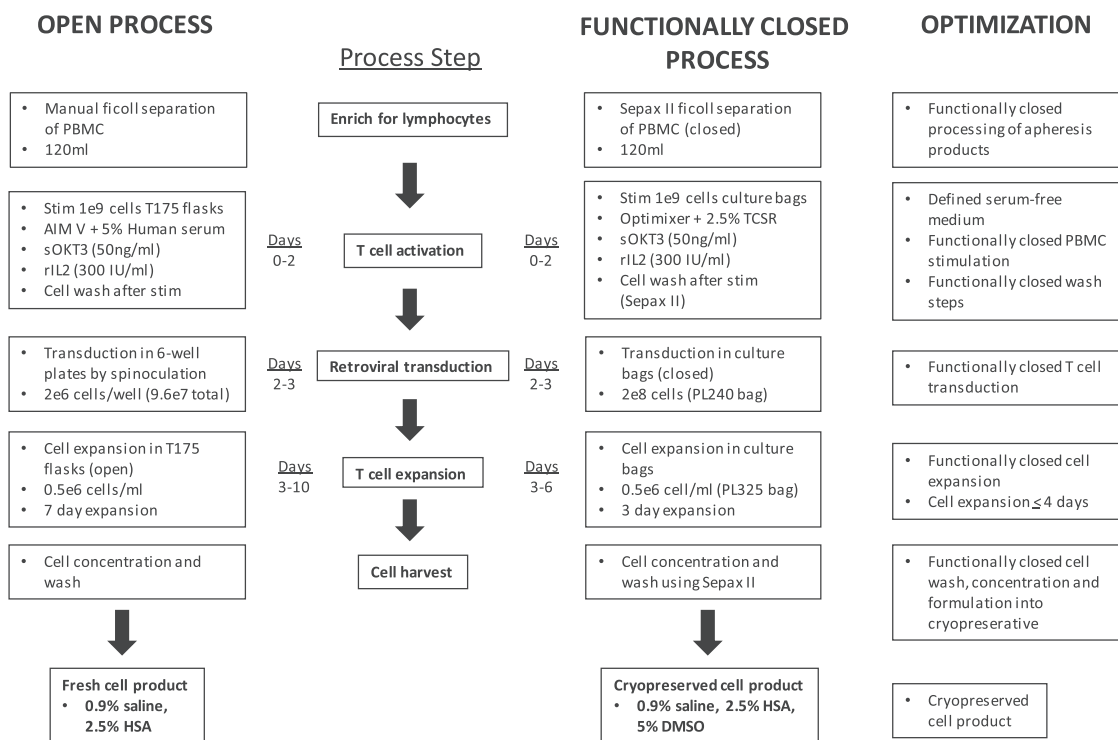 OPEN PROCESS
Process Step
FUNCTIONALLY CLOSED
PROCESS
OPTIMIZATION
• Manual ficoll separation
of PBMC
• 120ml
Enrich for lymphocytes
• Sepax II ficoll separation
of PBMC (closed)
• 120ml
• Functionally closed
processing of apheresis
products
• Stim 1e9 cells T175 flasks
• AIM V + 5% Human serum
• sOKT3 (50ng/ml)
• rIL2 (300 IU/ml)
• Cell wash after stim
Days
0-2
T cell activation
Days
0-2
• Stim 1e9 cells culture bags
• Optimixer + 2.5% TCSR
• sOKT3 (50ng/ml)
• rIL2 (300 IU/ml)
• Cell wash after stim
(Sepax II)
• Defined serum-free
medium
• Functionally closed PBMC
stimulation
• Functionally closed wash
steps
• Transduction in 6-well
plates by spinoculation
• 2e6 cells/well (9.6e7 total)
Days
2-3
Retroviral transduction
Days
2-3
• Transduction in culture
bags (closed)
• 2e8 cells (PL240 bag)
• Functionally closed T cell
transduction
• Cell expansion in T175
flasks (open)
• 0.5e6 cells/ml
• 7 day expansion
Days
3-10
T cell expansion
Days
3-6
• Cell expansion in culture
bags
• 0.5e6 cell/ml (PL325 bag)
• 3 day expansion
• Functionally closed cell
expansion
• Cell expansion ≤ 4 days
• Cell concentration and
wash
Cell harvest
• Cell concentration and
wash using Sepax II
• Functionally closed cell
wash, concentration and
formulation into
cryopreserative
Fresh cell product
• 0.9% saline,
2.5% HSA
Cryopreserved cell product
• 0.9% saline, 2.5% HSA,
5% DMSO
• Cryopreserved
cell product